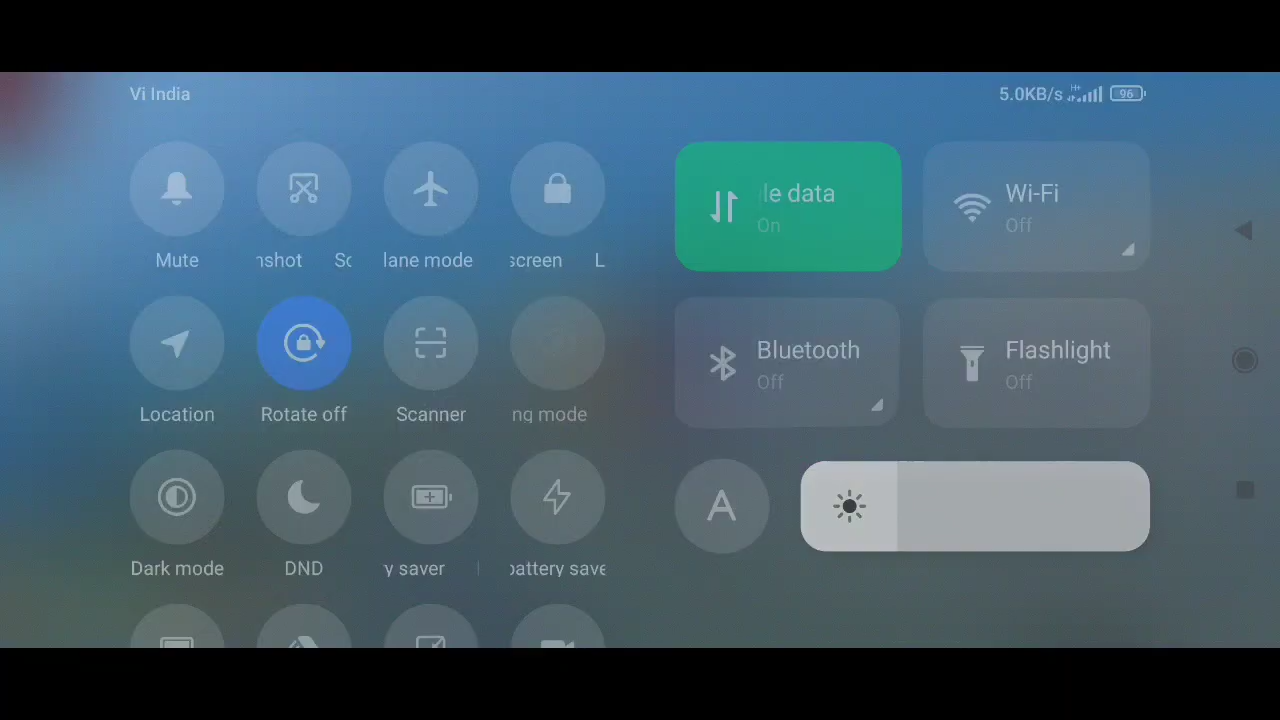 Vi India
5.0KB/s H+ 96
Mute
nshot Sc
lane mode
screen L
le data
On
Wi-Fi
Off
Location
Rotate off
Scanner
ng mode
Bluetooth
Off
Flashlight
Off
Dark mode
DND
y saver
battery save
A